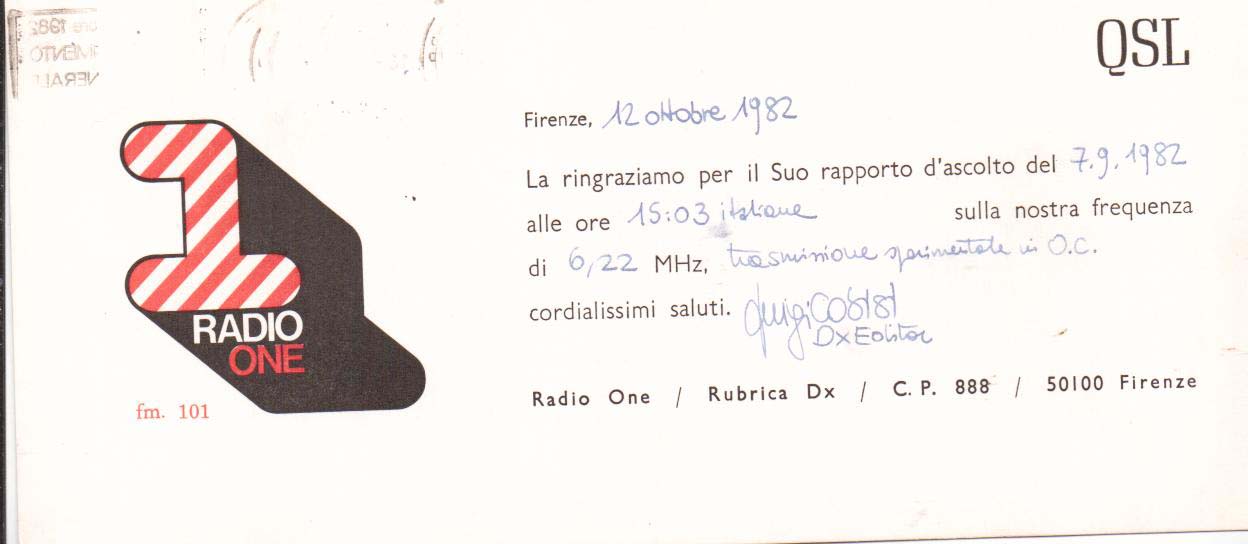 QSL
Firenze, 12 ottobre 1982
La ringraziamo per il Suo rapporto d'ascolto del 7.9.1982
alle ore 15:03 italiane sulla nostra frequenza
di 6,22 MHz, trasmissione sperimentale in O.C.
cordialissimi saluti. Luigi
Dx Editor
RADIO
ONE
fm. 101
Radio One / Rubrica Dx / C.P. 888 / 50100 Firenze